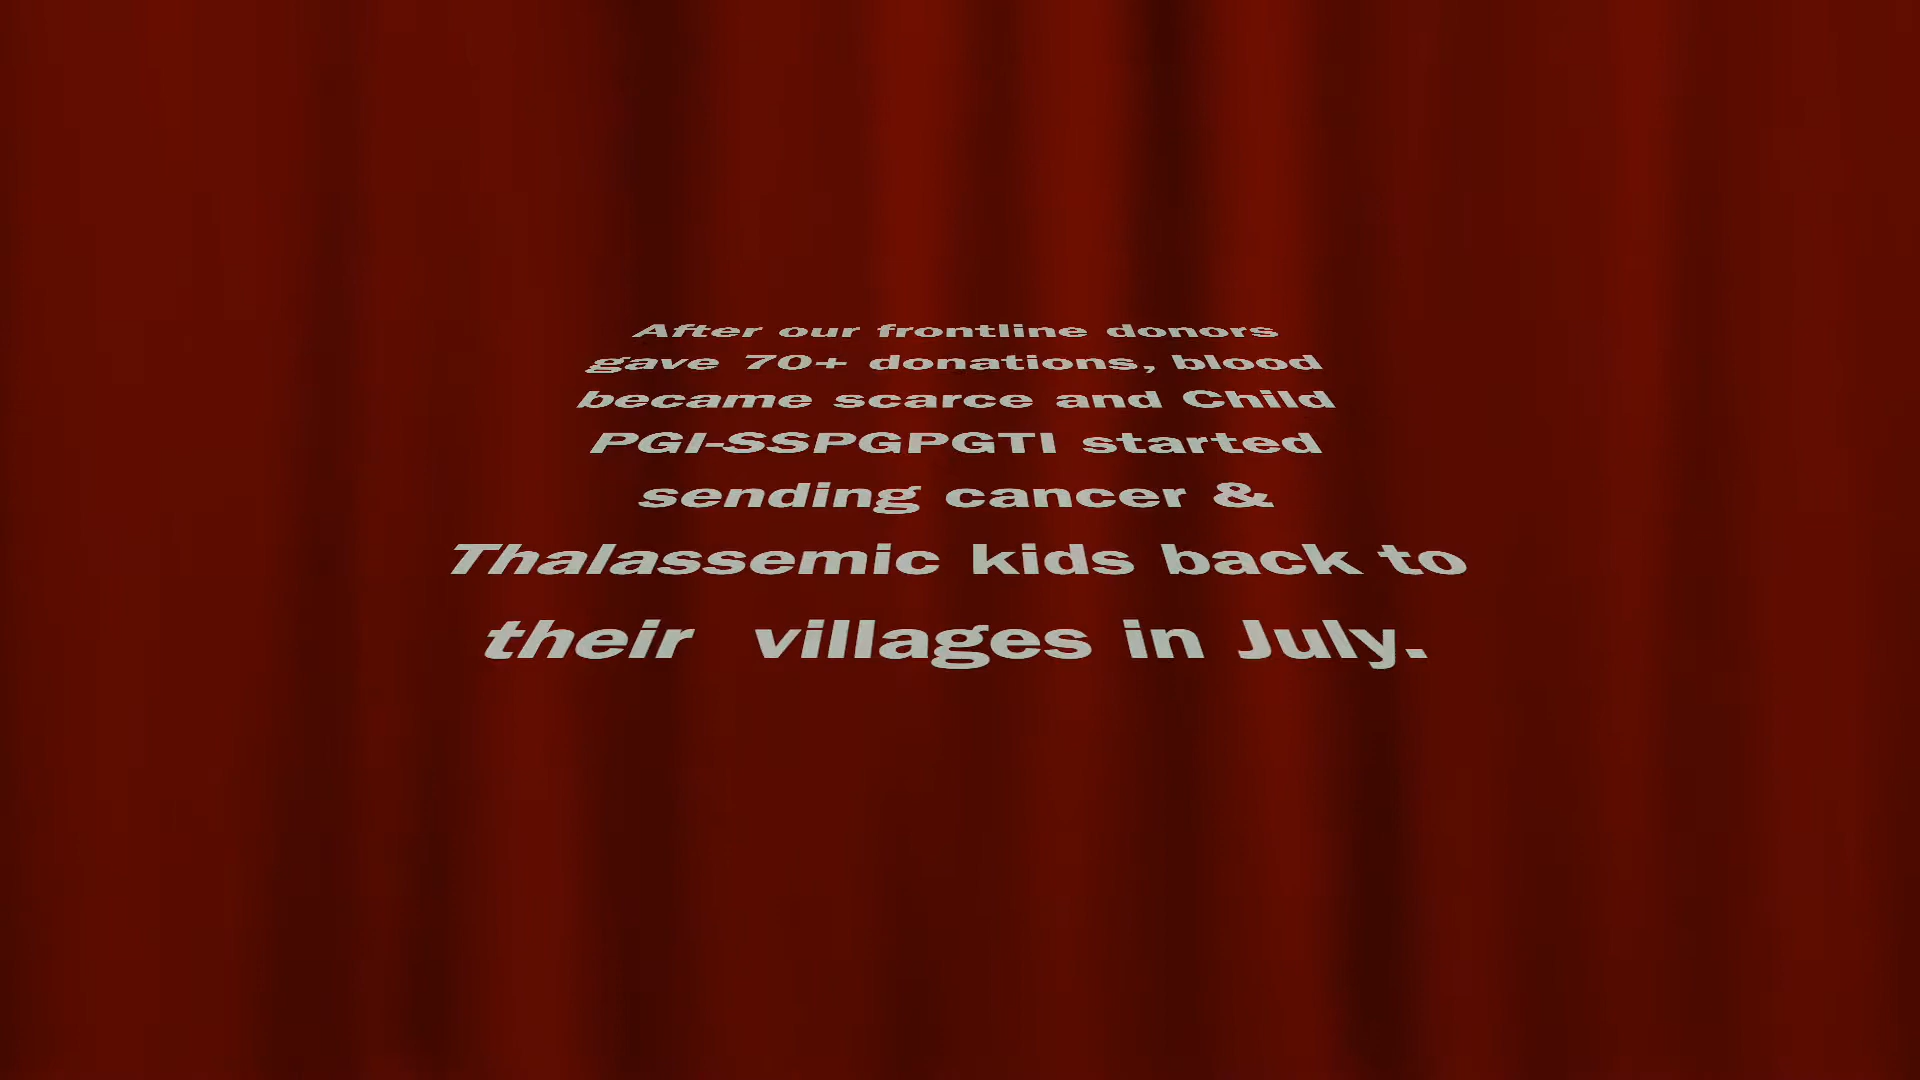 After our frontline donors
gave 70+ donations, blood
became scarce and Child
PGI-SSPGPGTI started
sending cancer &
Thalassemic kids back to
their villages in July.